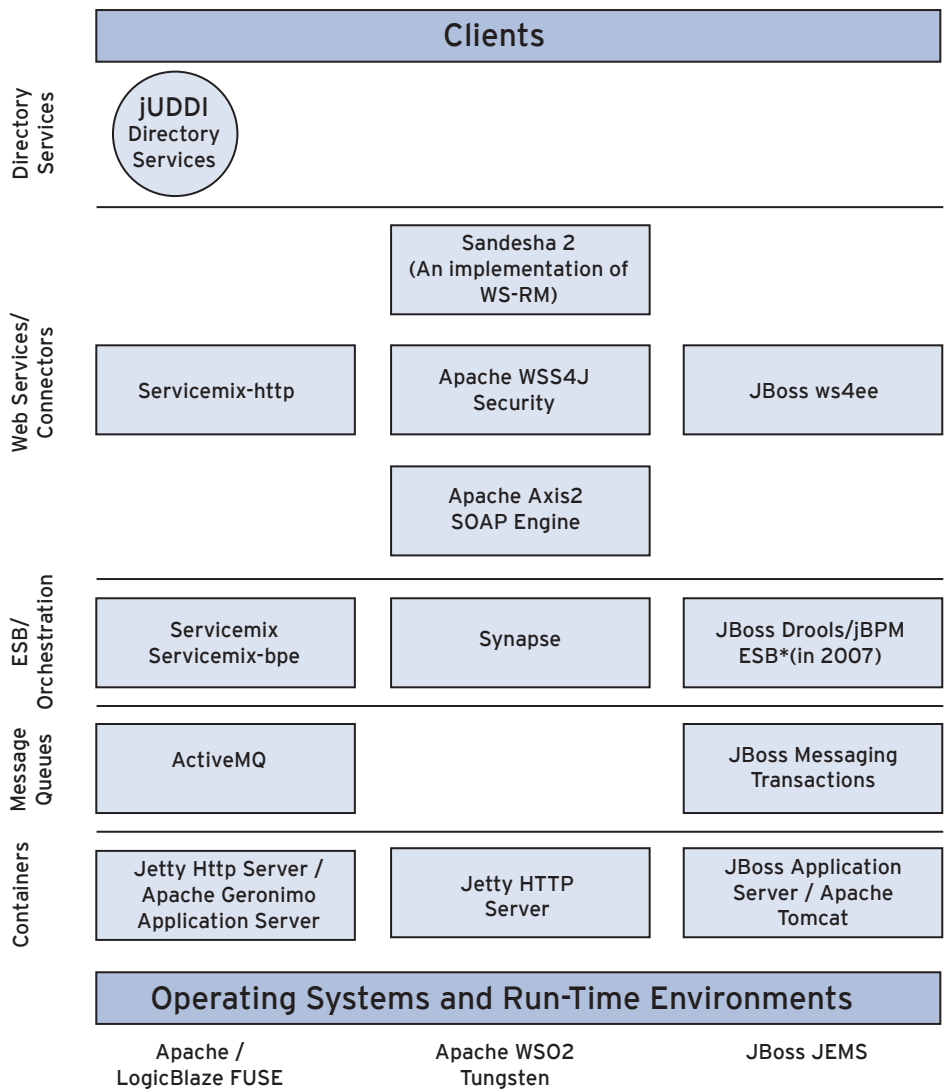 Clients
Directory
Services
jUDDI
Directory
Services
Web Services/
Connectors
Sandesha 2
(An implementation of
WS-RM)
Servicemix-http
Apache WSS4J
Security
JBoss ws4ee
Apache Axis2
SOAP Engine
ESB/
Orchestration
Servicemix
Servicemix-bpe
Synapse
JBoss Drools/jBPM
ESB*(in 2007)
Message
Queues
ActiveMQ
JBoss Messaging
Transactions
Containers
Jetty Http Server /
Apache Geronimo
Application Server
Jetty HTTP
Server
JBoss Application
Server / Apache
Tomcat
Operating Systems and Run-Time Environments
Apache /
LogicBlaze FUSE
Apache WSO2
Tungsten
JBoss JEMS